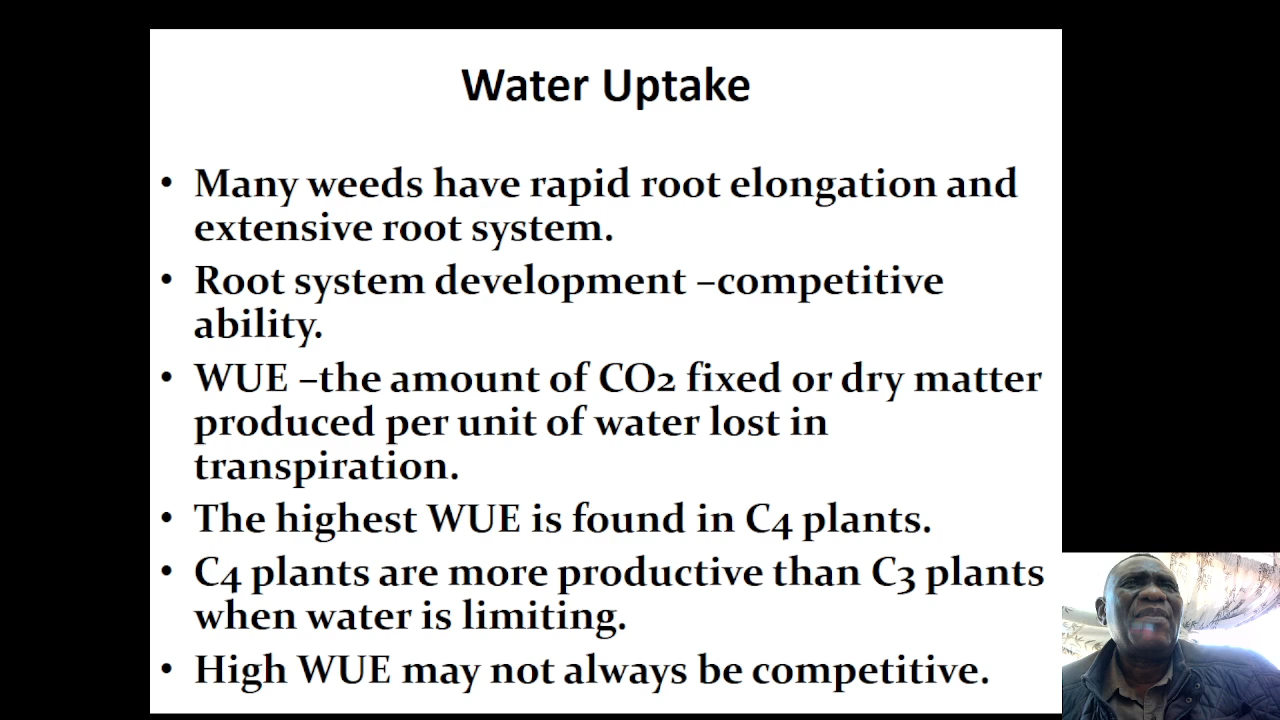 Water Uptake
• Many weeds have rapid root elongation and
extensive root system.
• Root system development –competitive
ability.
• WUE –the amount of CO2 fixed or dry matter
produced per unit of water lost in
transpiration.
• The highest WUE is found in C4 plants.
• C4 plants are more productive than C3 plants
when water is limiting.
• High WUE may not always be competitive.